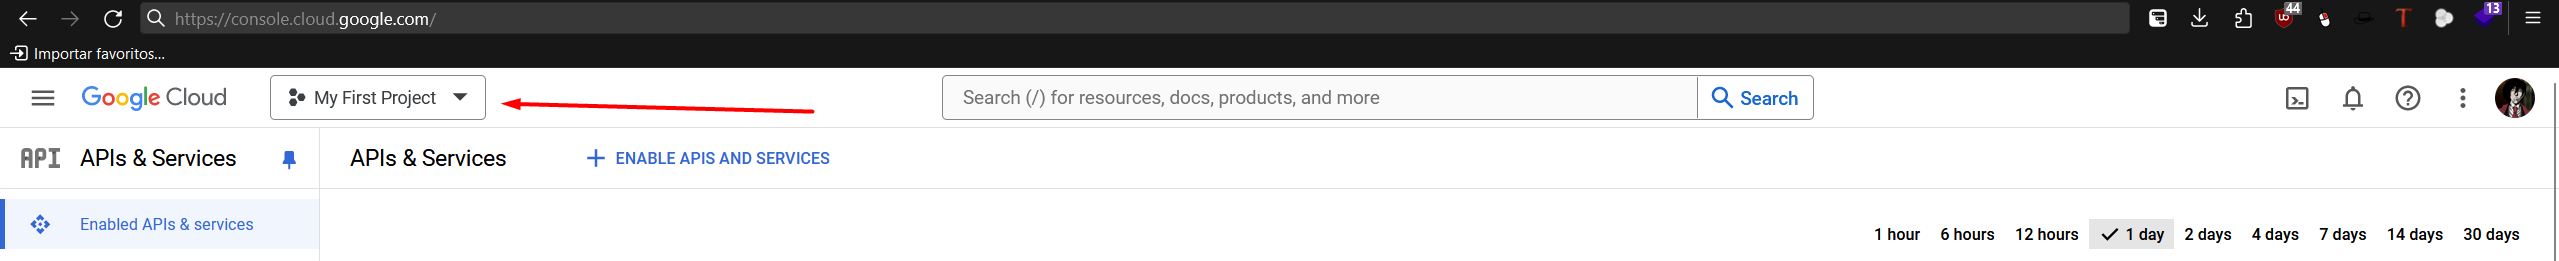 https://console.cloud.google.com/
44
T
13
Importar favoritos...
Google Cloud
My First Project
Search (/) for resources, docs, products, and more
Search
API
APIs & Services
APIs & Services
ENABLE APIS AND SERVICES
Enabled APIs & services
1 hour 6 hours 12 hours 1 day 2 days 4 days 7 days 14 days 30 days